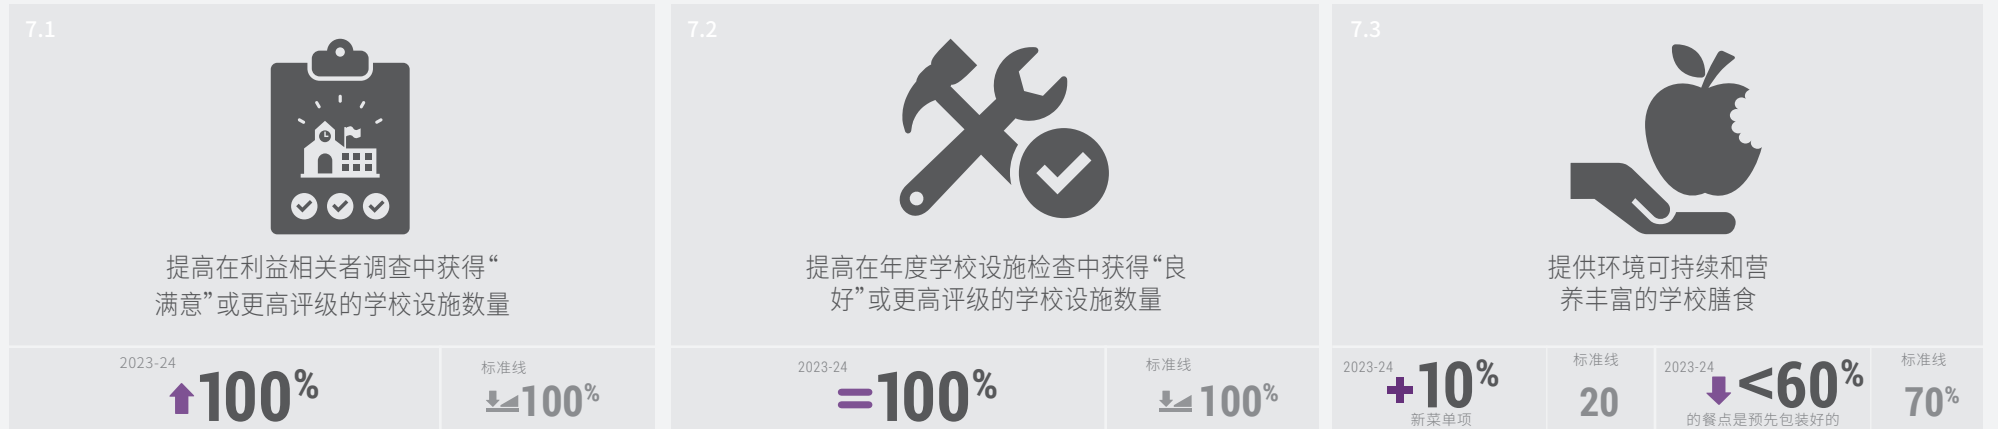 7.1
提高在利益相关者调查中获得“
满意”或更高评级的学校设施数量
2023-24
100%
标准线
100%
7.2
提高在年度学校设施检查中获得“良
好”或更高评级的学校设施数量
2023-24
=100%
标准线
100%
7.3
提供环境可持续和营
养丰富的学校膳食
2023-24
+10%
新菜单项
标准线
20
2023-24
<60%
的餐点是预先包装好的
标准线
70%